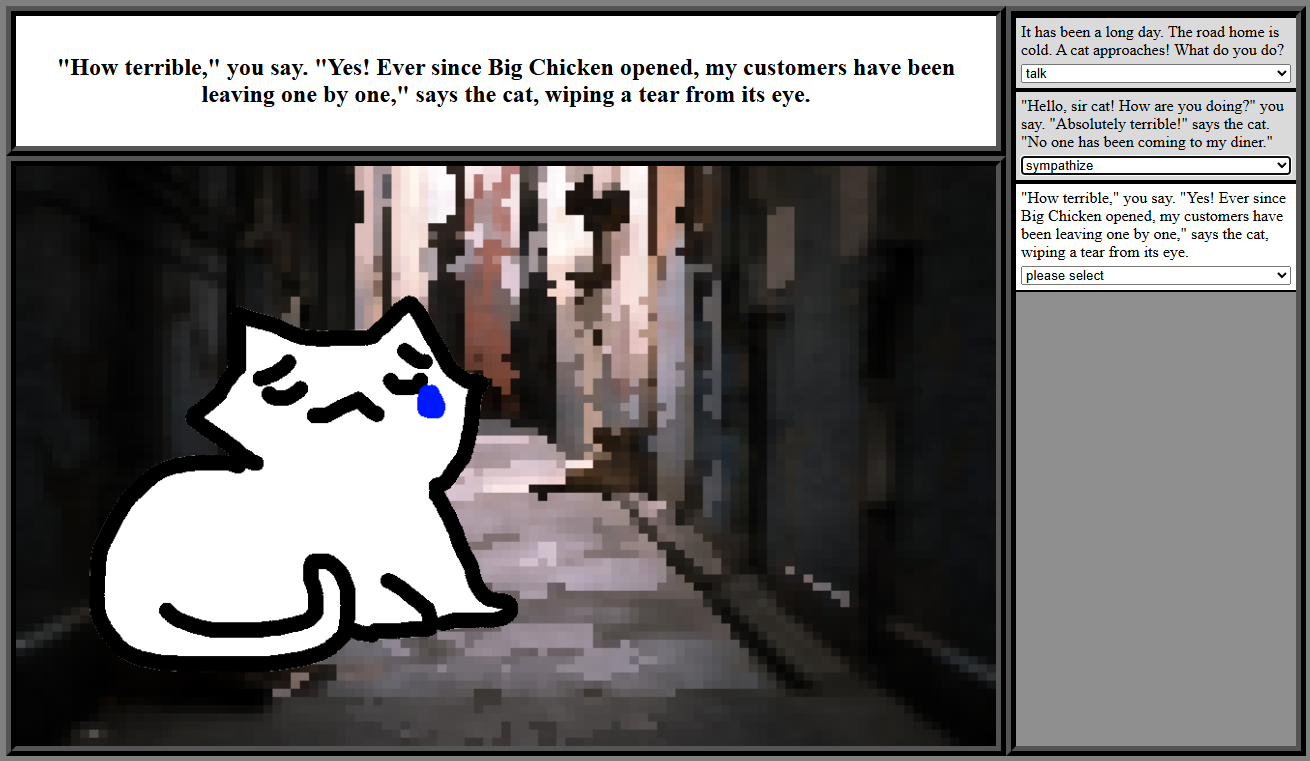 "How terrible," you say. "Yes! Ever since Big Chicken opened, my customers have been
leaving one by one," says the cat, wiping a tear from its eye.
It has been a long day. The road home is
cold. A cat approaches! What do you do?
talk
"Hello, sir cat! How are you doing?" you
say. "Absolutely terrible!" says the cat.
"No one has been coming to my diner."
sympathize
"How terrible," you say. "Yes! Ever since
Big Chicken opened, my customers have
been leaving one by one," says the cat,
wiping a tear from its eye.
please select